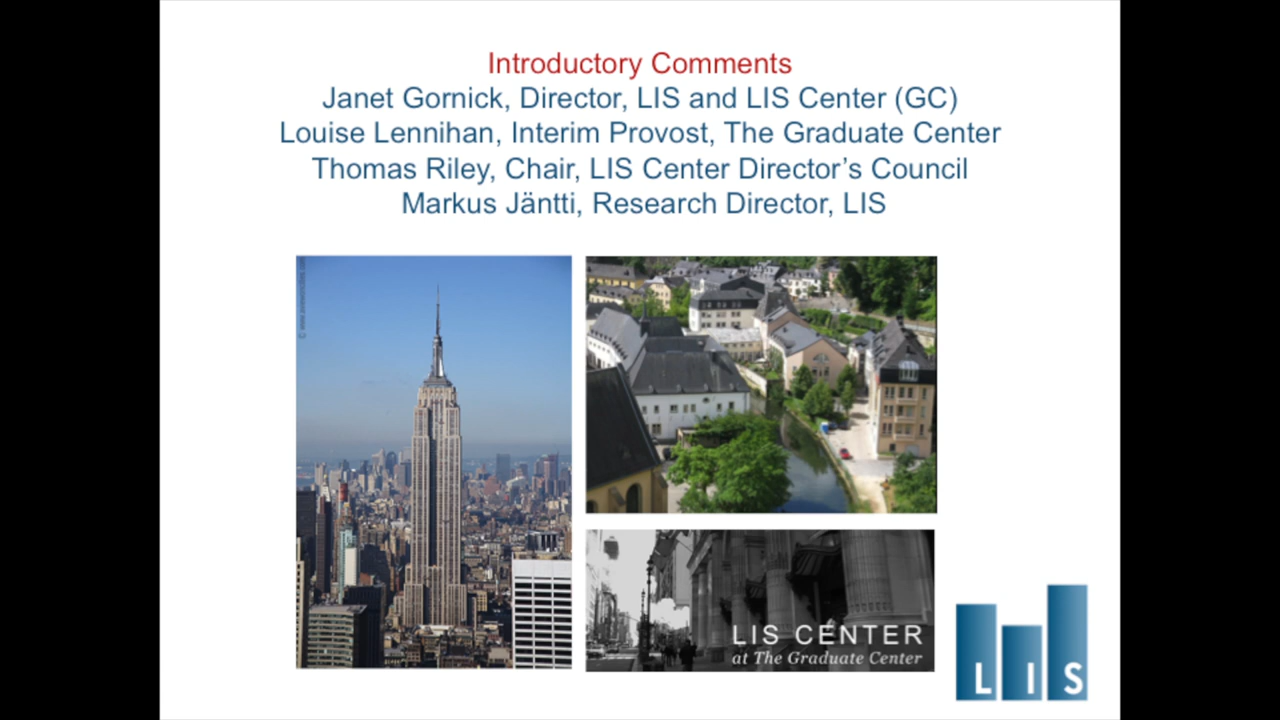 Introductory Comments
Janet Gornick, Director, LIS and LIS Center (GC)
Louise Lennihan, Interim Provost, The Graduate Center
Thomas Riley, Chair, LIS Center Director’s Council
Markus Jäntti, Research Director, LIS
LIS CENTER
at The Graduate Center
LIS